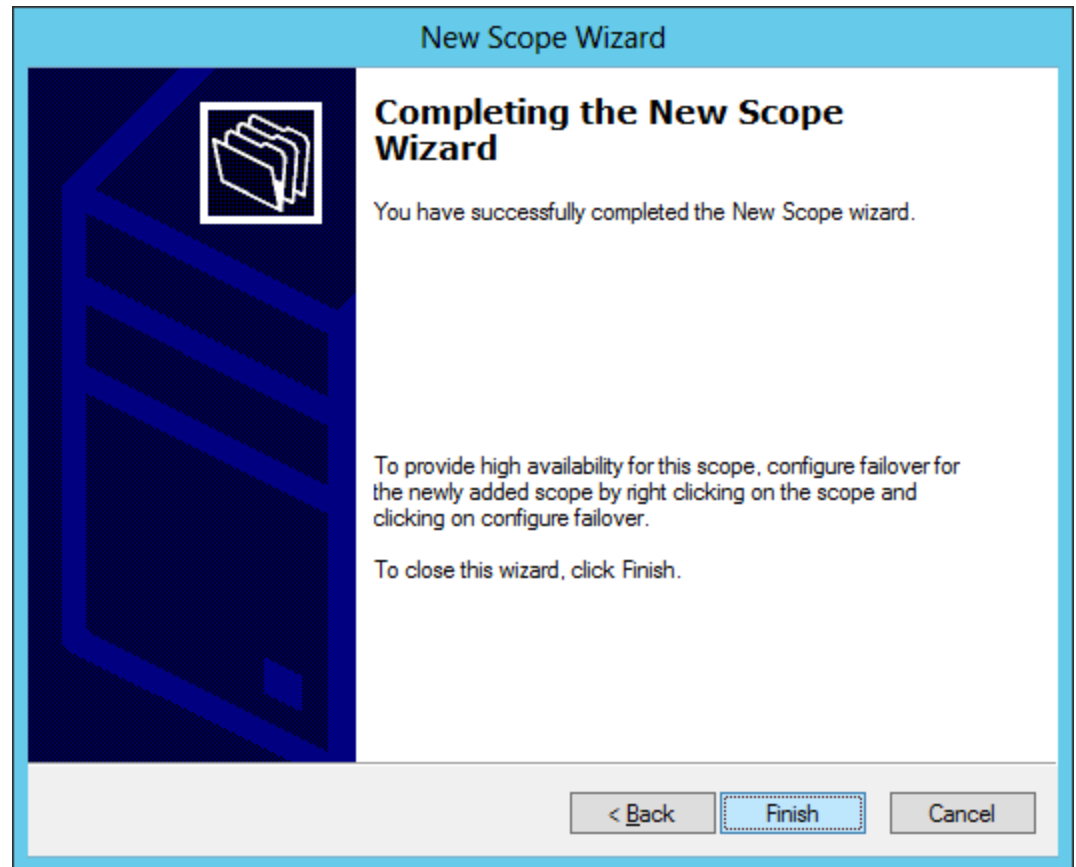 New Scope Wizard
Completing the New Scope
Wizard
You have successfully completed the New Scope wizard.
To provide high availability for this scope, configure failover for
the newly added scope by right clicking on the scope and
clicking on configure failover.
To close this wizard, click Finish.
< Back
Finish
Cancel